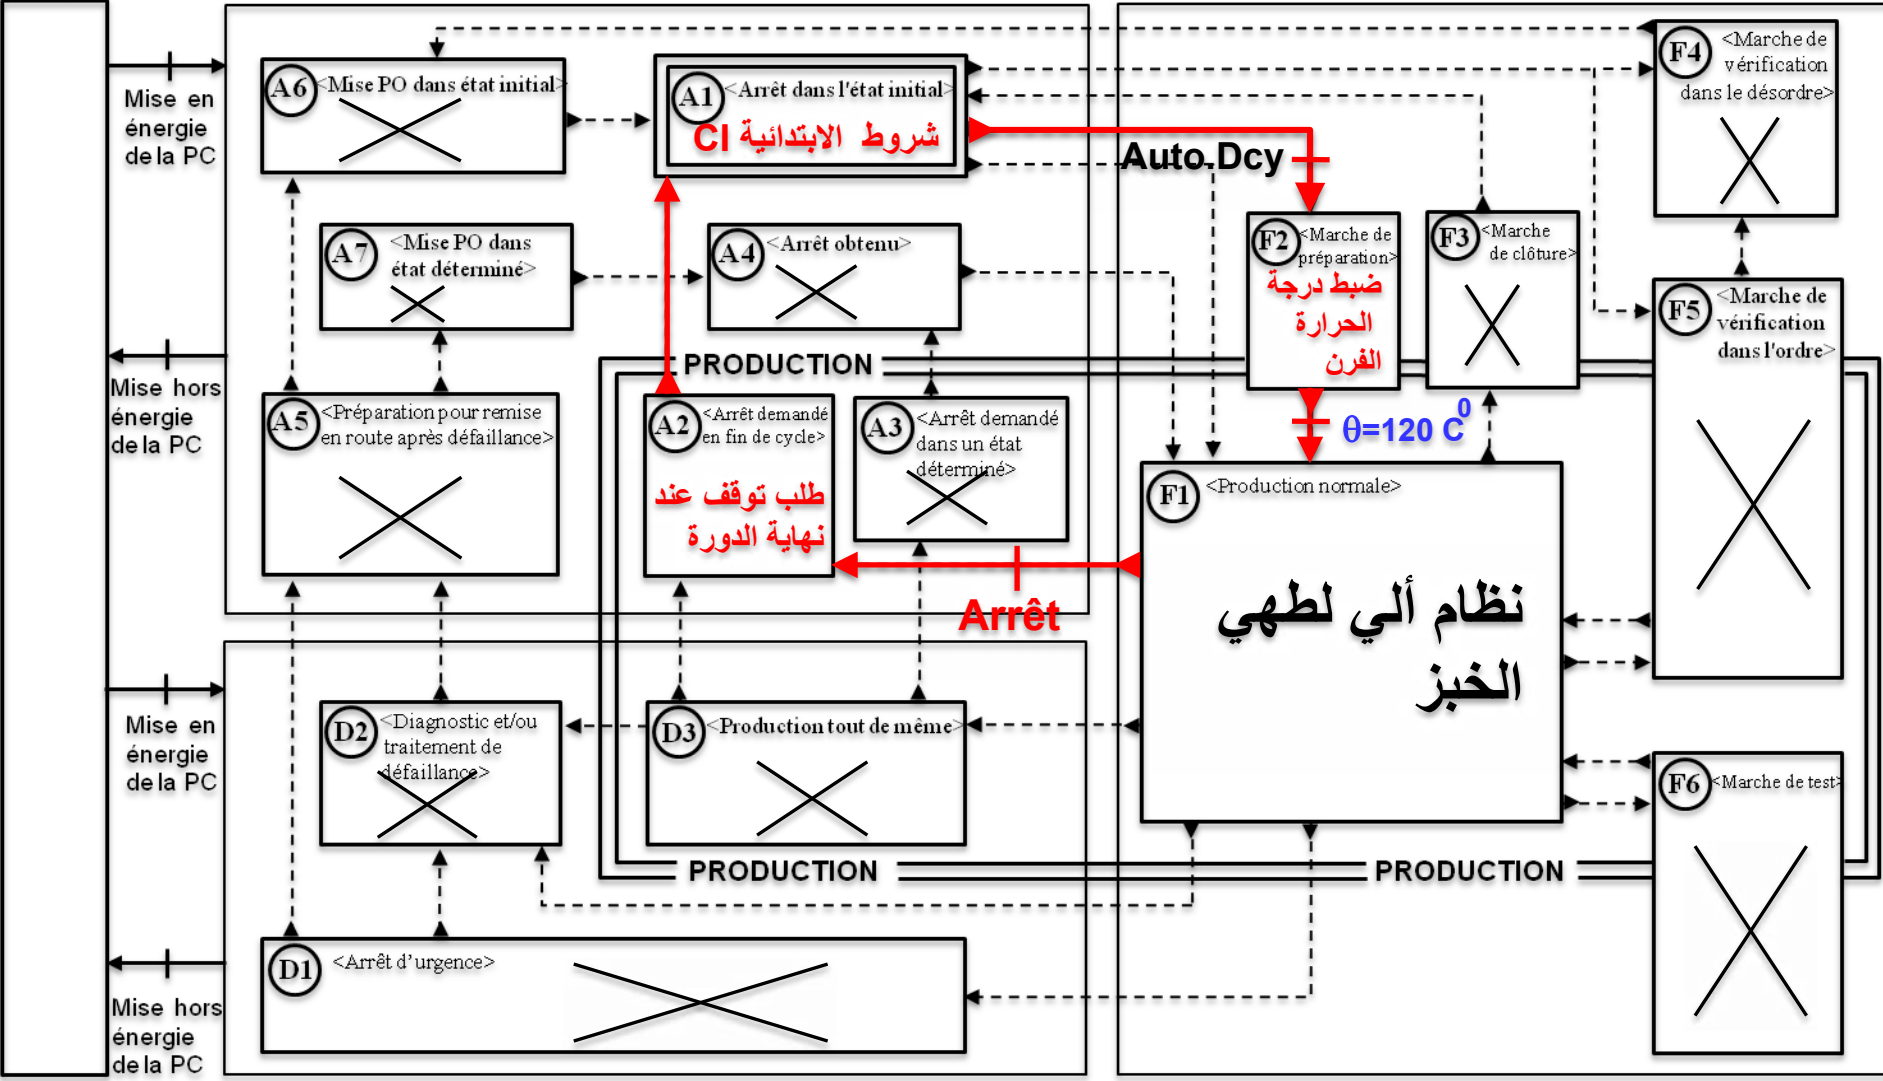 Mise en
énergie
de la PC
Mise hors
énergie
de la PC
Mise en
énergie
de la PC
Mise hors
énergie
de la PC
A6
<Mise PO dans état initial>
A1
<Arrêt dans l'état initial>
شروط الابتدائية CI
A7
<Mise PO dans
état déterminé>
A4
<Arrêt obtenu>
A5
<Préparation pour remise
en route après défaillance>
A2
<Arrêt demandé
en fin de cycle>
طلب توقف عند
نهاية الدورة
A3
<Arrêt demandé
dans un état
déterminé>
PRODUCTION
Auto.Dcy
F2
<Marche de
préparation>
ضبط درجة
الحرارة
الفرن
θ=120 C0
F3
<Marche
de clôture>
F4
<Marche de
vérification
dans le désordre>
F5
<Marche de
vérification
dans l'ordre>
F1
<Production normale>
نظام ألي لطهي
الخبز
Arrêt
D2
<Diagnostic et/ou
traitement de
défaillance>
D3
<Production tout de même>
F6
<Marche de test>
PRODUCTION
PRODUCTION
D1
<Arrêt d’urgence>